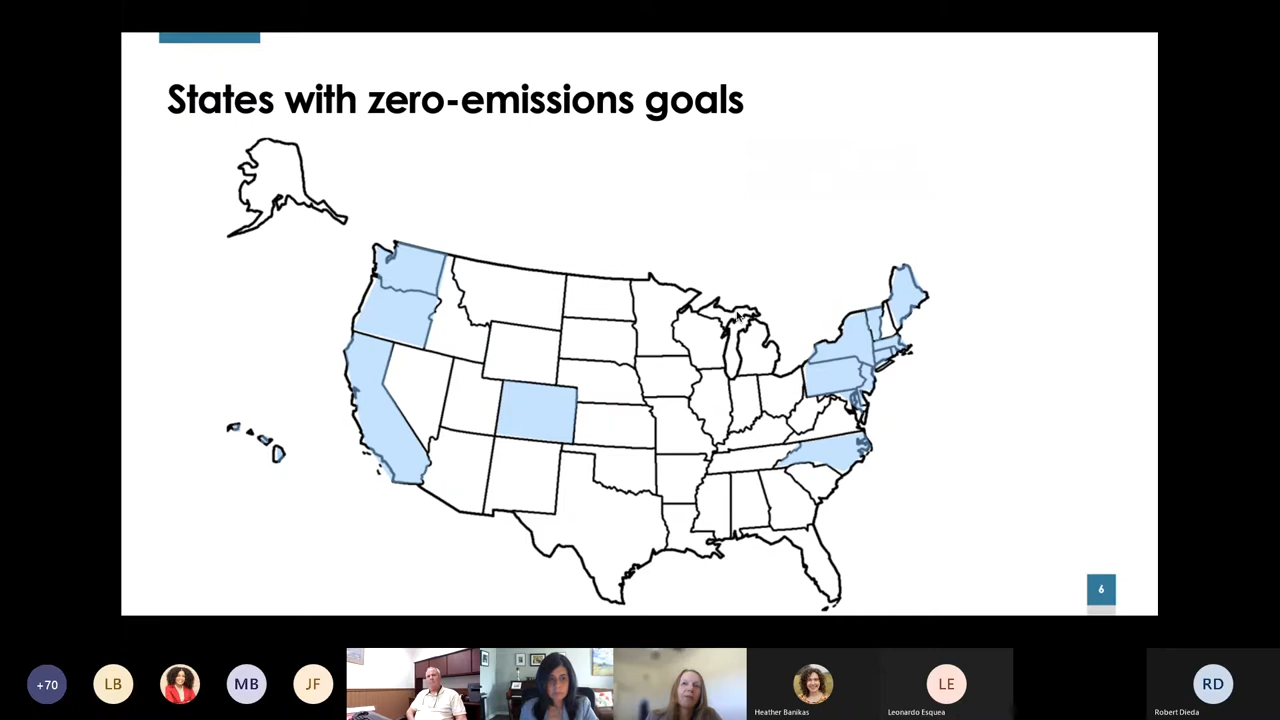 States with zero-emissions goals
6
+70
LB
MB
JF
LE
RD
Heather Banikas
Leonardo Esquea
Robert Dieda